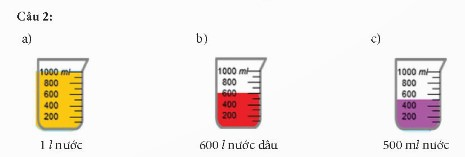 Câu 2:
a) b) c)
1000 ml 1000 ml 1000 ml
800 800 800
600 600 600
400 400 400
200 200 200
1 l nước 600 l nước dâu 500 ml nước